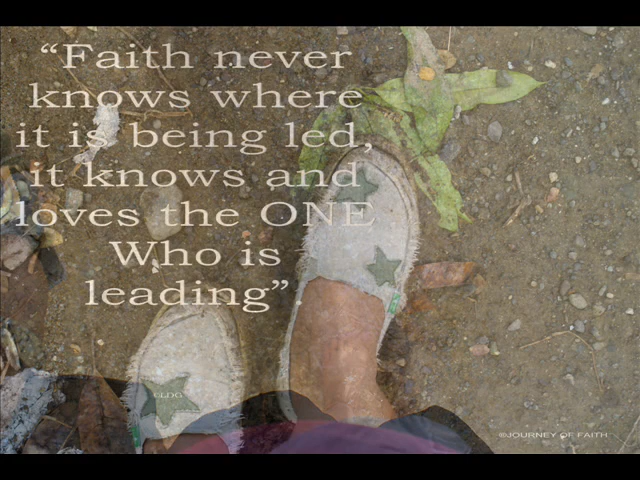 “Faith never
knows where
it is being led,
it knows and
loves the ONE
Who is
leading”.
CLDG
©JOURNEY OF FAITH